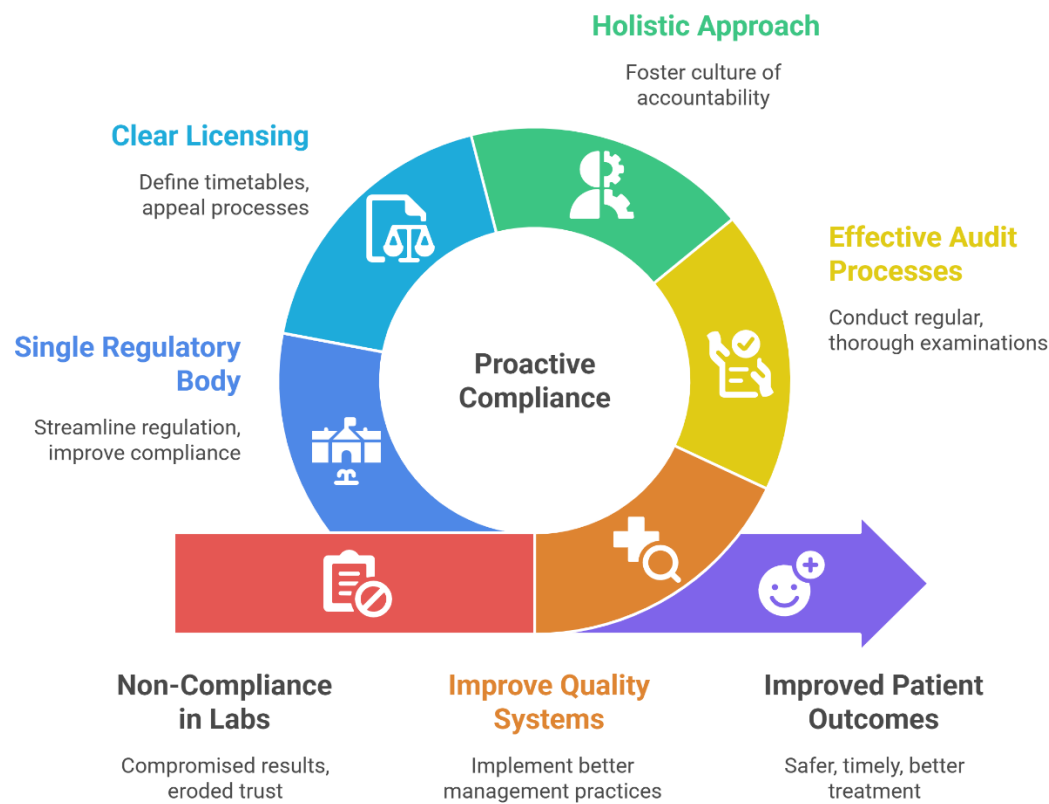 Holistic Approach
Foster culture of
accountability
Clear Licensing
Define timetables,
appeal processes
Effective Audit
Processes
Conduct regular,
thorough examinations
Single Regulatory
Body
Streamline regulation,
improve compliance
Proactive
Compliance
Non-Compliance
in Labs
Compromised results,
eroded trust
Improve Quality
Systems
Implement better
management practices
Improved Patient
Outcomes
Safer, timely, better
treatment